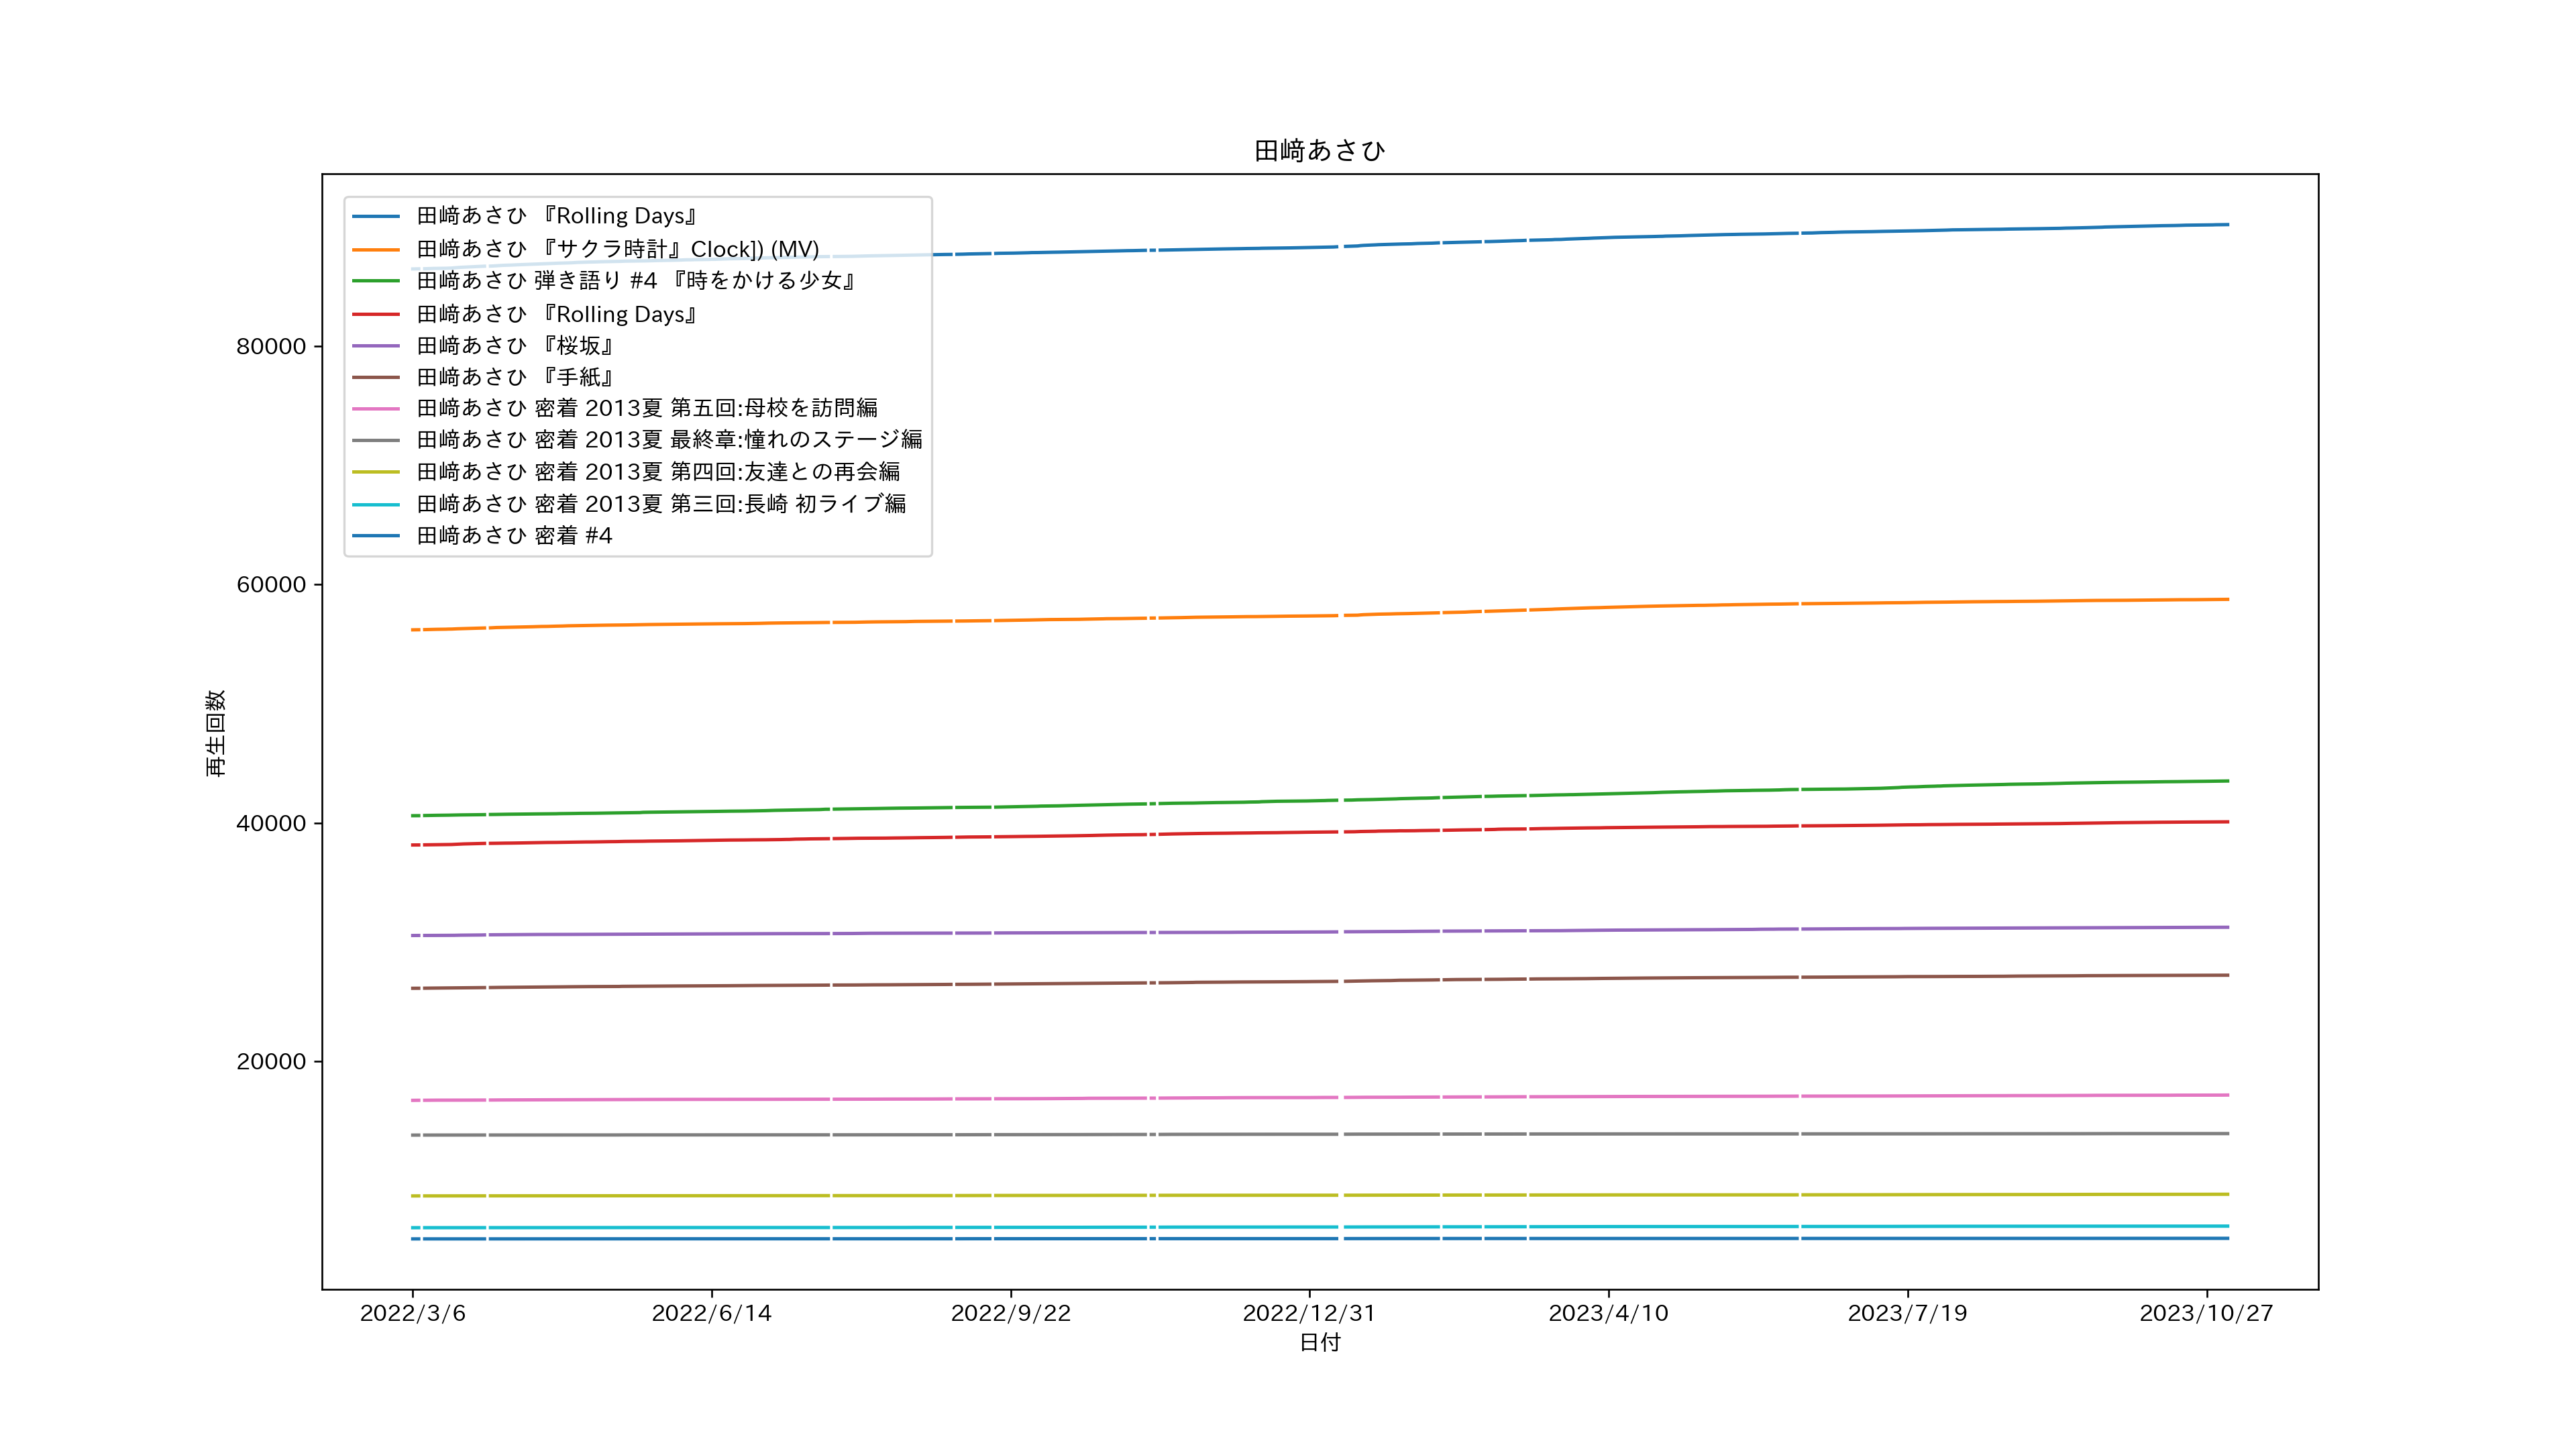 田﨑あさひ
田﨑あさひ 『Rolling Days』
田﨑あさひ 『サクラ時計』Clock]) (MV)
田﨑あさひ 弾き語り #4 『時をかける少女』
田﨑あさひ 『Rolling Days』
田﨑あさひ 『桜坂』
田﨑あさひ 『手紙』
田﨑あさひ 密着 2013夏 第五回:母校を訪問編
田﨑あさひ 密着 2013夏 最終章:憧れのステージ編
田﨑あさひ 密着 2013夏 第四回:友達との再会編
田﨑あさひ 密着 2013夏 第三回:長崎 初ライブ編
田﨑あさひ 密着 #4
80000
60000
40000
20000
再生回数
2022/3/6 2022/6/14 2022/9/22 2022/12/31 2023/4/10 2023/7/19 2023/10/27
日付